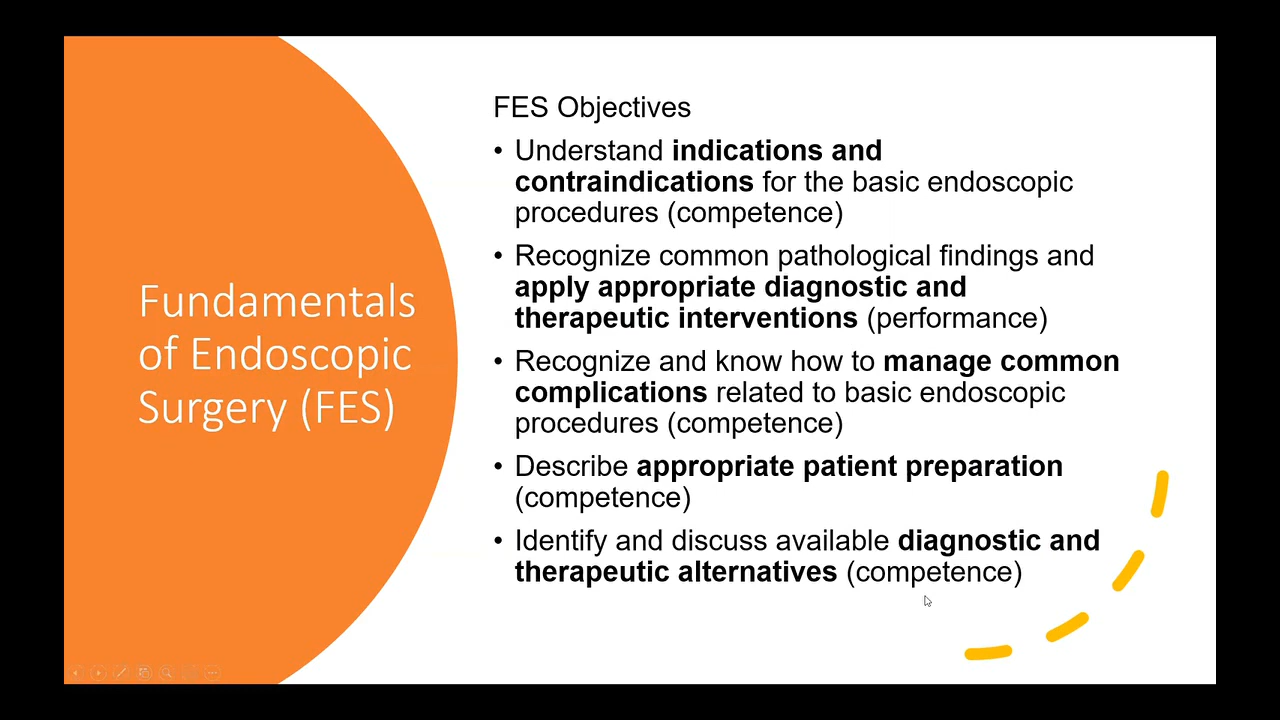 Fundamentals
of Endoscopic
Surgery (FES)
FES Objectives
• Understand indications and
contraindications for the basic endoscopic
procedures (competence)
• Recognize common pathological findings and
apply appropriate diagnostic and
therapeutic interventions (performance)
• Recognize and know how to manage common
complications related to basic endoscopic
procedures (competence)
• Describe appropriate patient preparation
(competence)
• Identify and discuss available diagnostic and
therapeutic alternatives (competence)